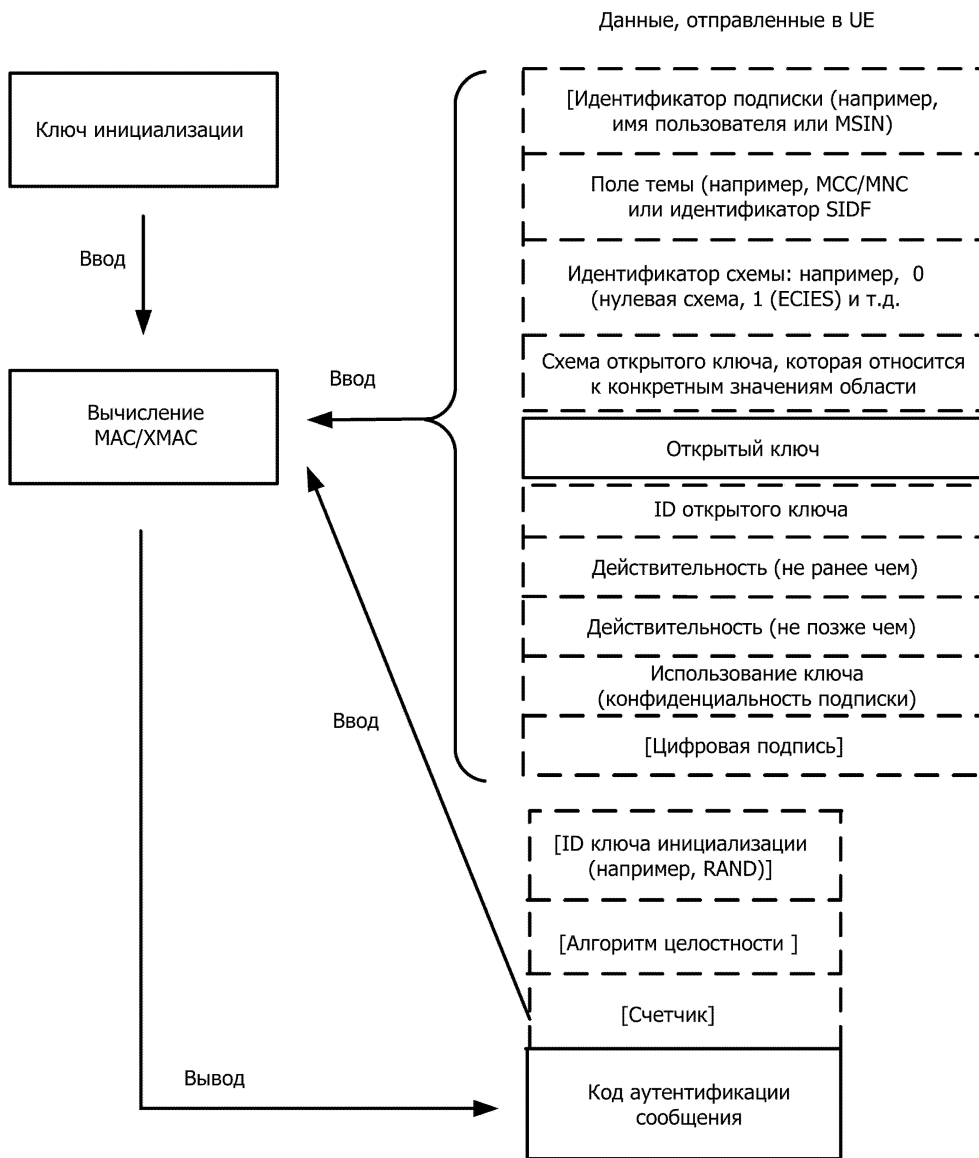 Данные, отправленные в UE
Ключ инициализации
[Идентификатор подписки (например,
имя пользователя или MSIN)
Поле темы (например, MCC/MNC
или идентификатор SIDF
Ввод
Идентификатор схемы: например, 0
(нулевая схема, 1 (ECIES) и т.д.
Схема открытого ключа, которая относится
к конкретным значениям области
Ввод
Вычисление
MAC/XMAC
Открытый ключ
ID открытого ключа
Действительность (не ранее чем)
Действительность (не позже чем)
Использование ключа
(конфиденциальность подписки)
Ввод
[Цифровая подпись]
[ID ключа инициализации
(например, RAND)]
[Алгоритм целостности ]
[Счетчик]
Вывод
Код аутентификации
сообщения